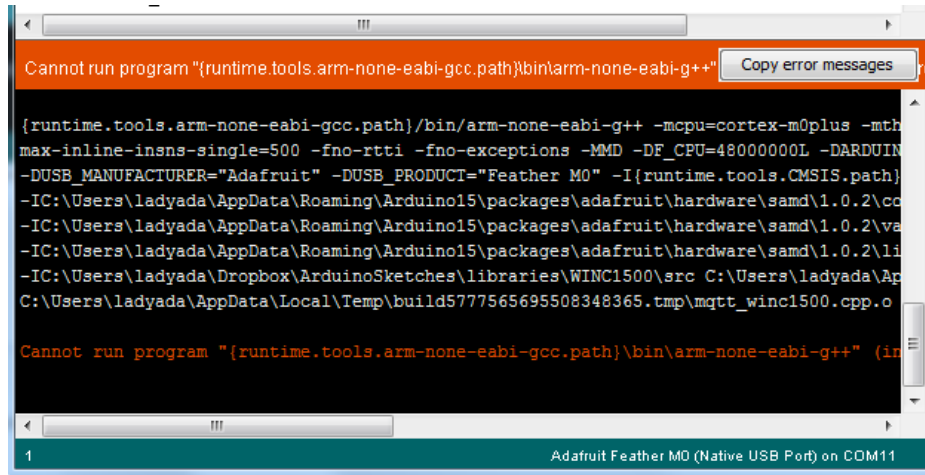 Cannot run program "{runtime.tools.arm-none-eabi-gcc.path}\bin\arm-none-eabi-g++" Copy error messages
{runtime.tools.arm-none-eabi-gcc.path}/bin/arm-none-eabi-g++ -mcpu=cortex-m0plus -mth
max-inline-insns-single=500 -fno-rtti -fno-exceptions -MMD -DF_CPU=48000000L -DARDUIN
-DUSB_MANUFACTURER="Adafruit" -DUSB_PRODUCT="Feather M0" -I{runtime.tools.CMSIS.path}
-IC:\Users\ladyada\AppData\Roaming\Arduino15\packages\adafruit\hardware\samd\1.0.2\co
-IC:\Users\ladyada\AppData\Roaming\Arduino15\packages\adafruit\hardware\samd\1.0.2\va
-IC:\Users\ladyada\AppData\Roaming\Arduino15\packages\adafruit\hardware\samd\1.0.2\li
-IC:\Users\ladyada\Dropbox\ArduinoSketches\libraries\WINC1500\src C:\Users\ladyada\Ap
C:\Users\ladyada\AppData\Local\Temp\build5777565695508348365.tmp\mqtt_winc1500.cpp.o
Cannot run program "{runtime.tools.arm-none-eabi-gcc.path}\bin\arm-none-eabi-g++" (in
1 Adafruit Feather M0 (Native USB Port) on COM11